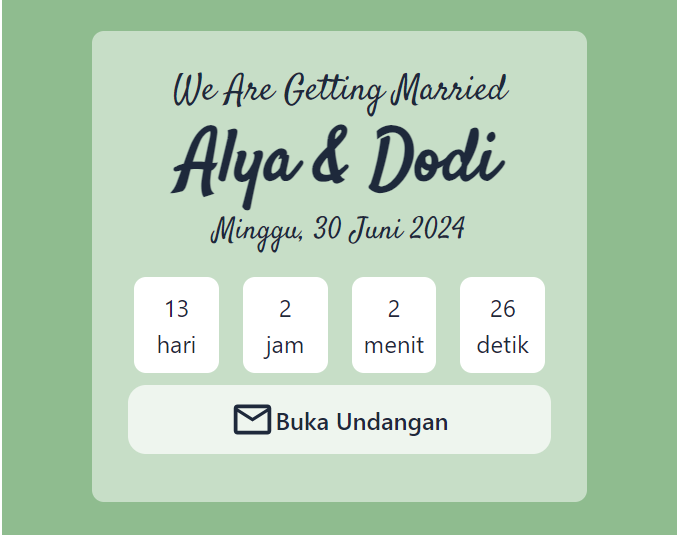 We Are Getting Married
Alya & Dodi
Minggu, 30 Juni 2024
13 2 2 26
hari jam menit detik
Buka Undangan